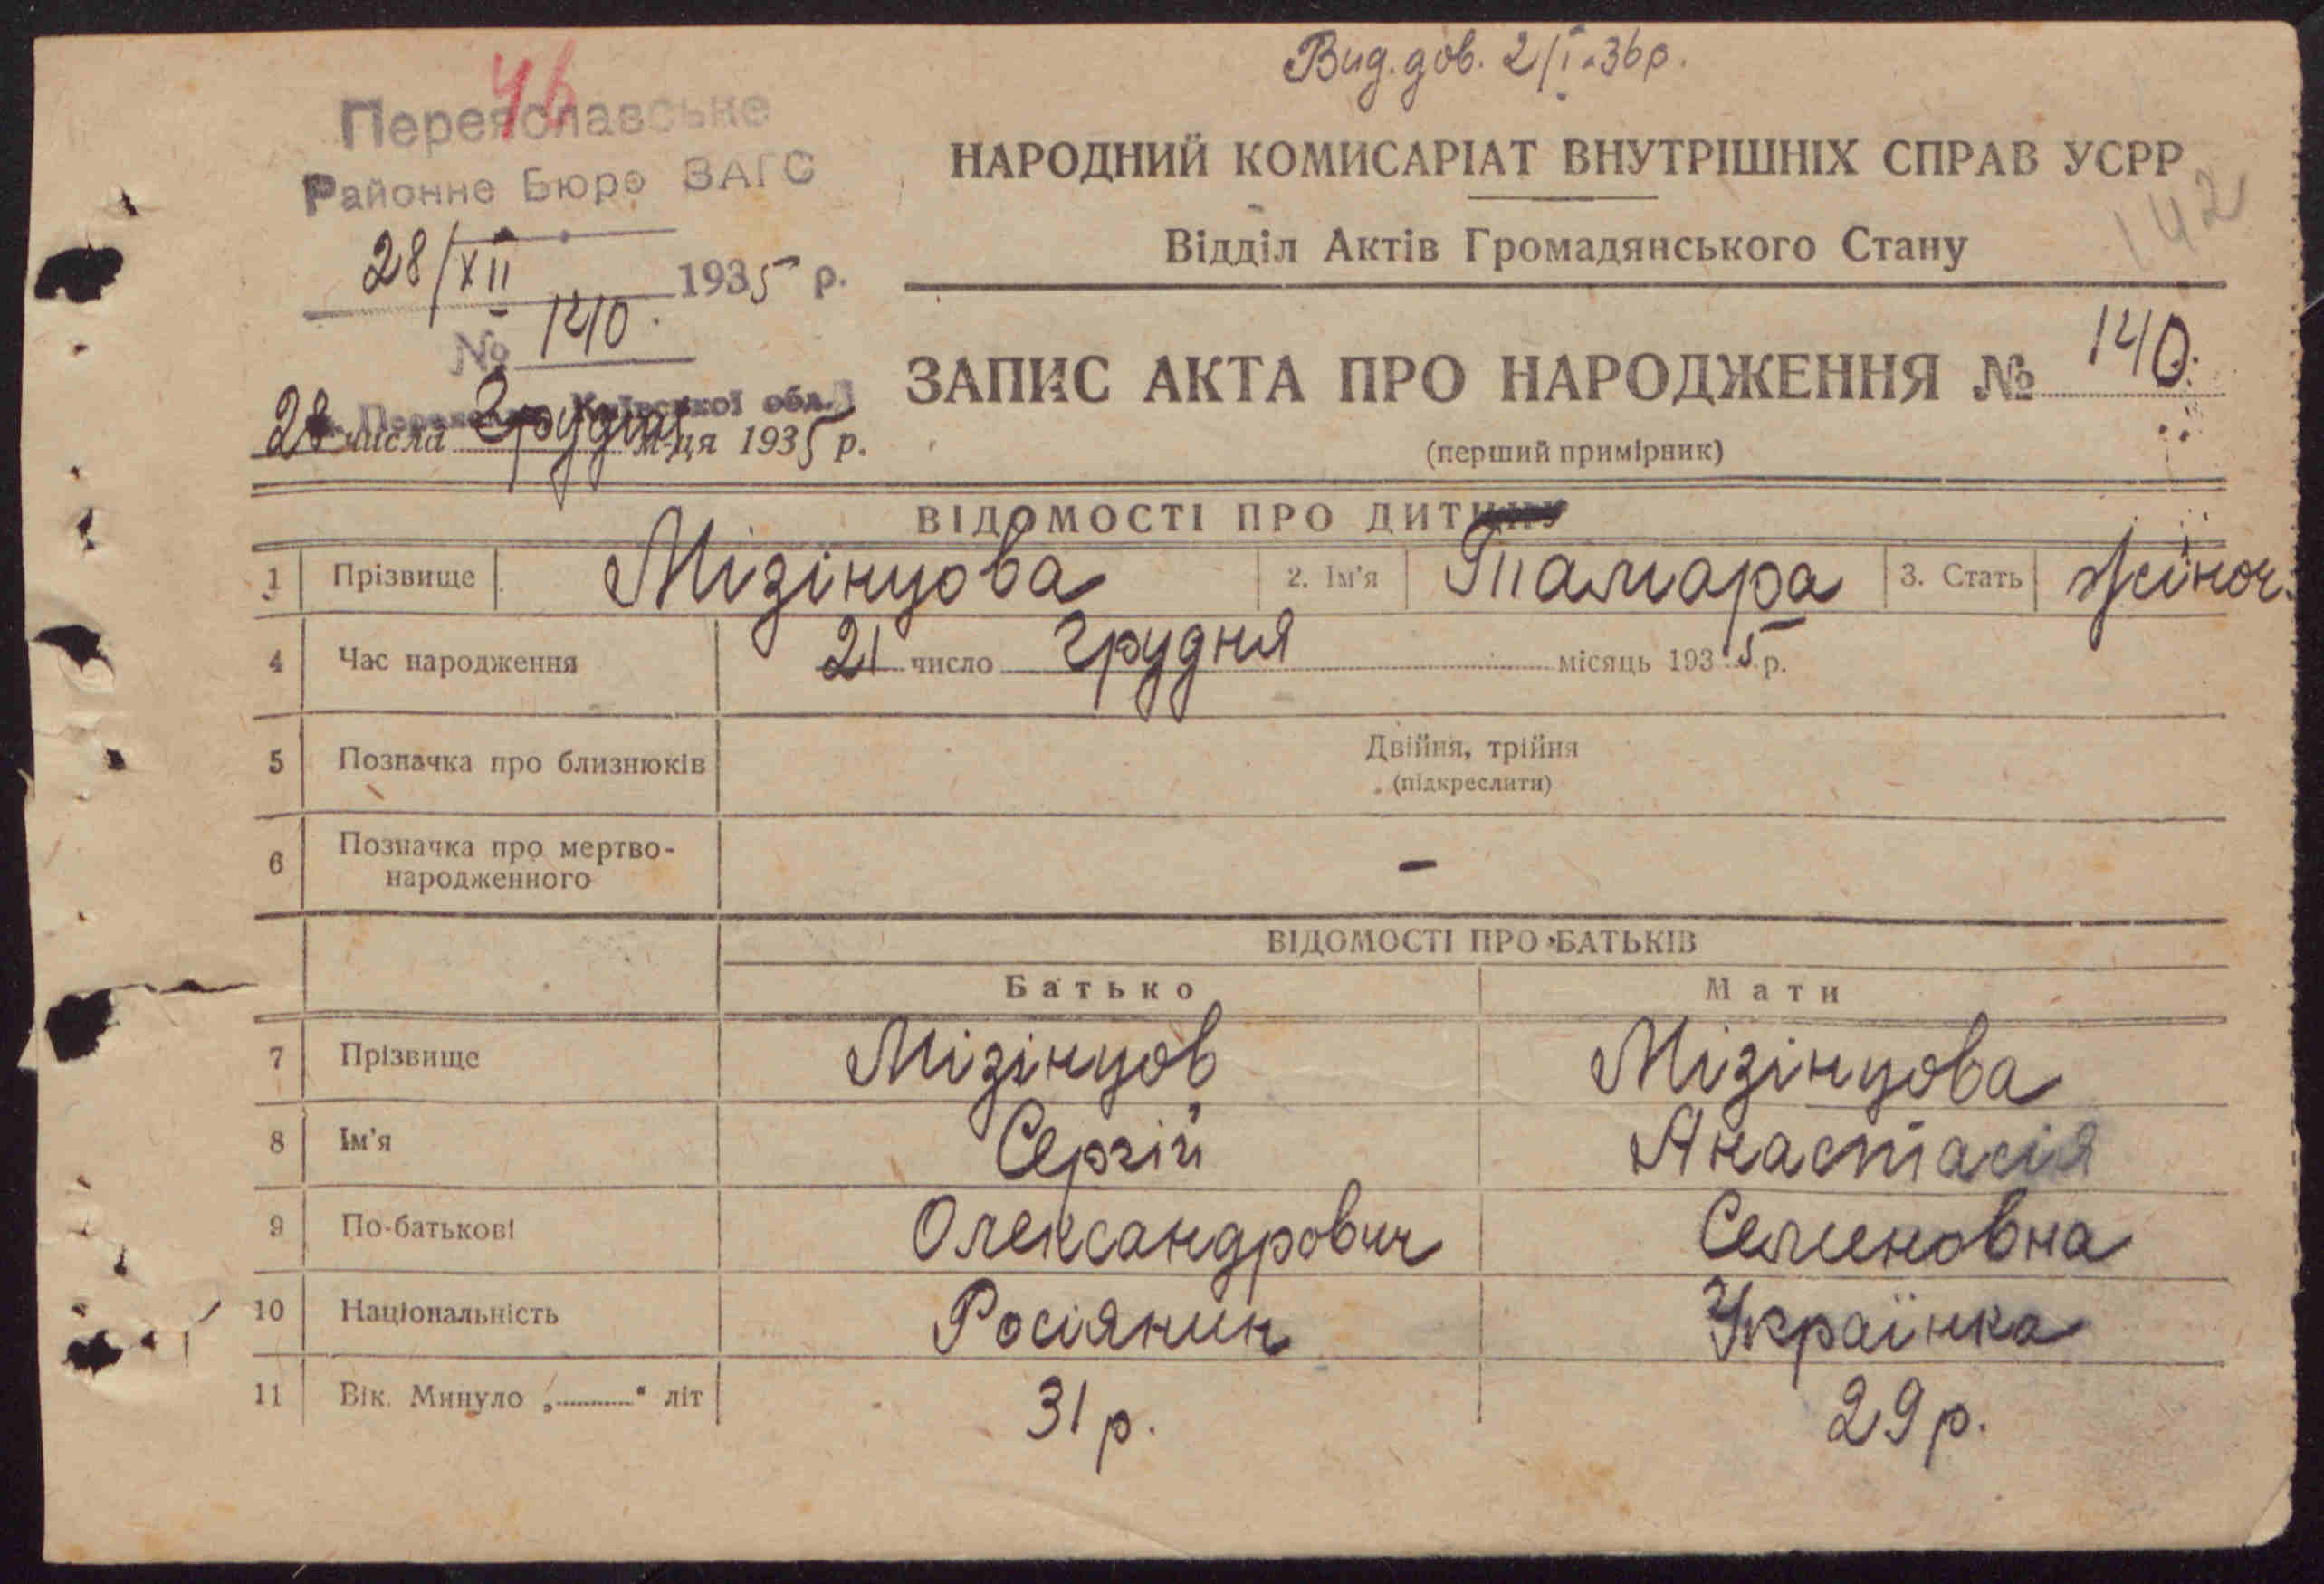 Вид. дов. 2/I-36р.
46
Переяславське
Районне Бюро ЗАГС
28/XII 1935 р.
№ 140.
м. Переяслав Київської обл.
28 числа Грудня м-ця 1935 р.
НАРОДНИЙ КОМИСАРІАТ ВНУТРІШНІХ СПРАВ УСРР
142
Відділ Актів Громадянського Стану
ЗАПИС АКТА ПРО НАРОДЖЕННЯ № 140.
(перший примірник)
ВІДОМОСТІ ПРО ДИТИНУ
1 Прізвище Мізінцова 2. Ім'я Тамара 3. Стать Жіноч.
4 Час народження 21 число Грудня місяць 1935 р.
5 Позначка про близнюків Двійня, трійня
(підкреслити)
6 Позначка про мертво-
народженного –
ВІДОМОСТІ ПРО БАТЬКІВ
Батько Мати
7 Прізвище Мізінцов Мізінцова
8 Ім'я Сергій Анастасія
9 По-батькові Олександрович Семеновна
10 Національність Росіянин Українка
11 Вік. Минуло „..........“ літ 31 р. 29 р.